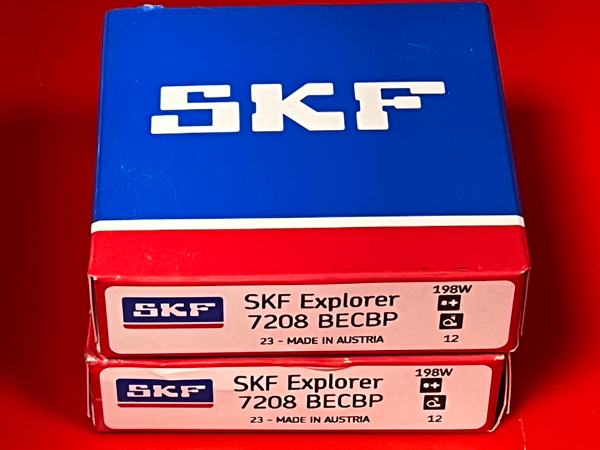 SKF
SKF
SKF Explorer
7208 BECBP
23 - MADE IN AUSTRIA
198W
12
SKF
SKF Explorer
7208 BECBP
23 - MADE IN AUSTRIA
198W
12